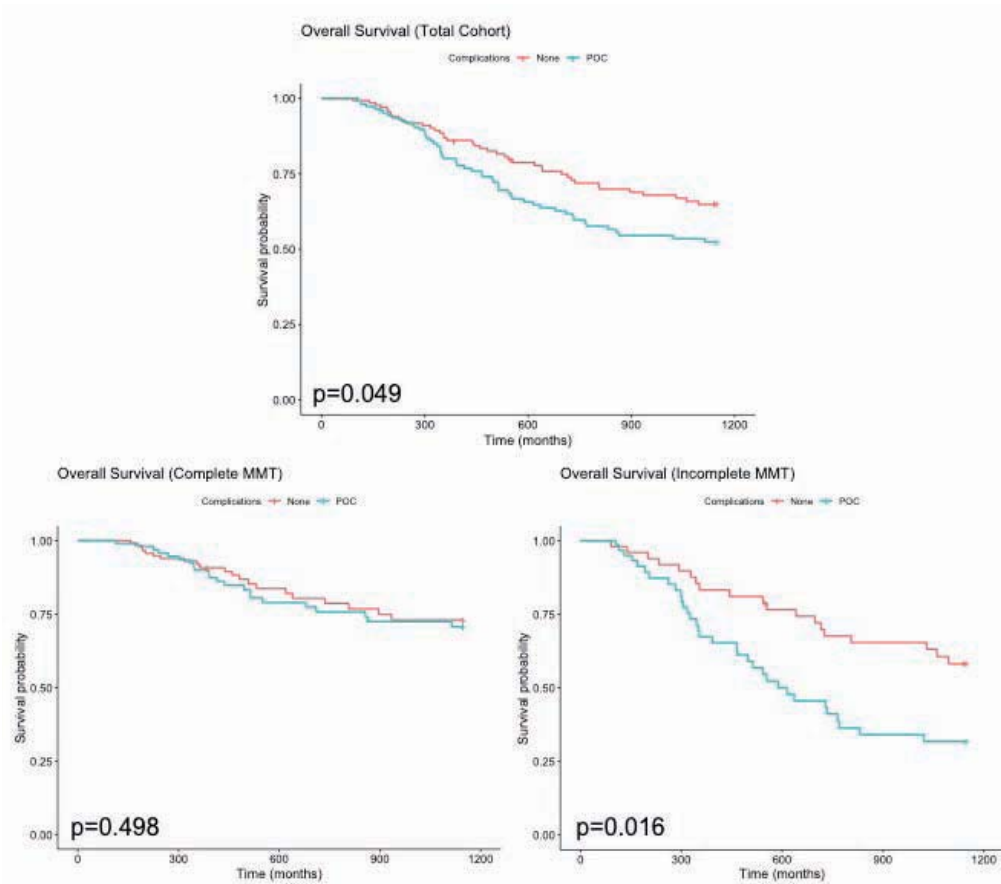 Overall Survival (Total Cohort)
Complications None POC
Survival probability
1.00
0.75
0.50
0.25
0.00
p=0.049
0 300 600 900 1200
Time (months)
Overall Survival (Complete MMT)
Complications None POC
Survival probability
1.00
0.75
0.50
0.25
0.00
p=0.498
0 300 600 900 1200
Time (months)
Overall Survival (Incomplete MMT)
Complications None POC
Survival probability
1.00
0.75
0.50
0.25
0.00
p=0.016
0 300 600 900 1200
Time (months)